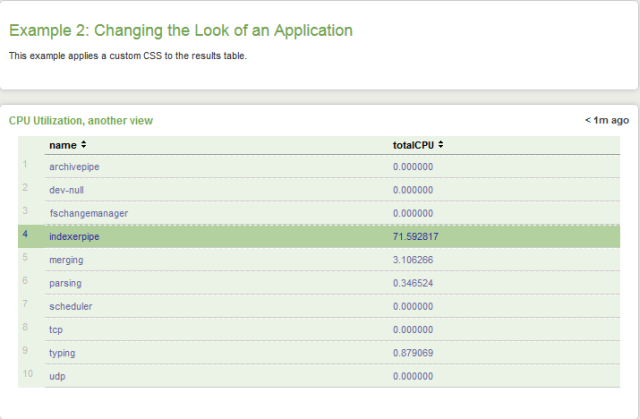 Example 2: Changing the Look of an Application
This example applies a custom CSS to the results table.
CPU Utilization, another view < 1m ago
name totalCPU
1 archivepipe 0.000000
2 dev-null 0.000000
3 fschangemanager 0.000000
4 indexerpipe 71.592817
5 merging 3.106266
6 parsing 0.346524
7 scheduler 0.000000
8 tcp 0.000000
9 typing 0.879069
10 udp 0.000000